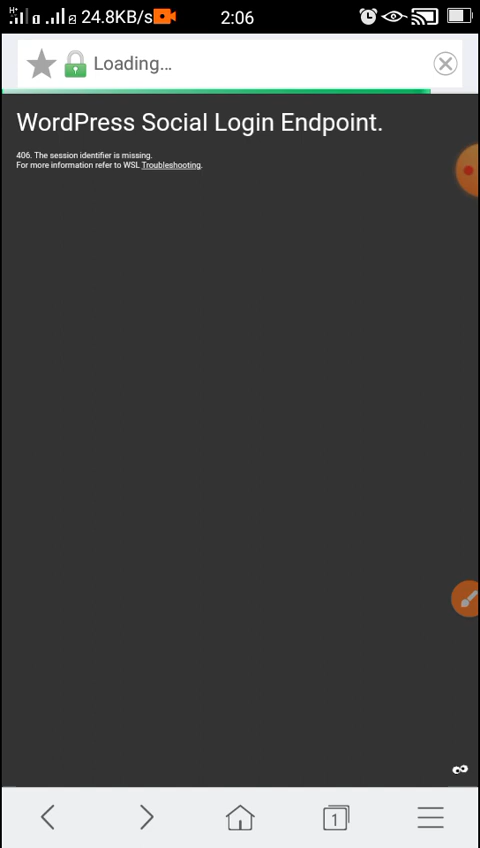 24.8KB/s
2:06
Loading...
WordPress Social Login Endpoint.
406. The session identifier is missing.
For more information refer to WSL Troubleshooting.
1